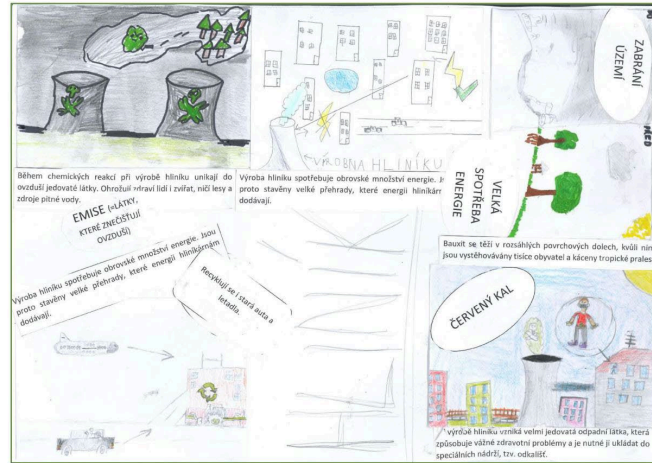 Během chemických reakcí při výrobě hliníku unikají do
ovzduší jedovaté látky. Ohrožují zdraví lidí i zvířat, ničí lesy a
zdroje pitné vody.
VÝROBNA HLINÍKU
Výroba hliníku spotřebuje obrovské množství energie.
proto stavěny velké přehrady, které energii hliníkárn
dodávají.
ZABRÁNÍ
ÚZEMÍ
PŘED
VELKÁ
SPOTŘEBA
ENERGIE
Bauxit se těží v rozsáhlých povrchových dolech, kvůli nim
jsou vystěhovávány tisíce obyvatel a káceny tropické prales
EMISE (=LÁTKY,
KTERÉ ZNEČIŠŤUJÍ
OVZDUŠÍ)
Výroba hliníku spotřebuje obrovské množství energie. Jsou
proto stavěny velké přehrady, které energii hliníkárnám
dodávají.
Recyklují se i stará auta a
letadla.
ČERVENÝ KAL
výrobě hliníku vzniká velmi jedovatá odpadní látka, která
způsobuje vážné zdravotní problémy a je nutné ji ukládat do
speciálních nádrží, tzv. odkališť.